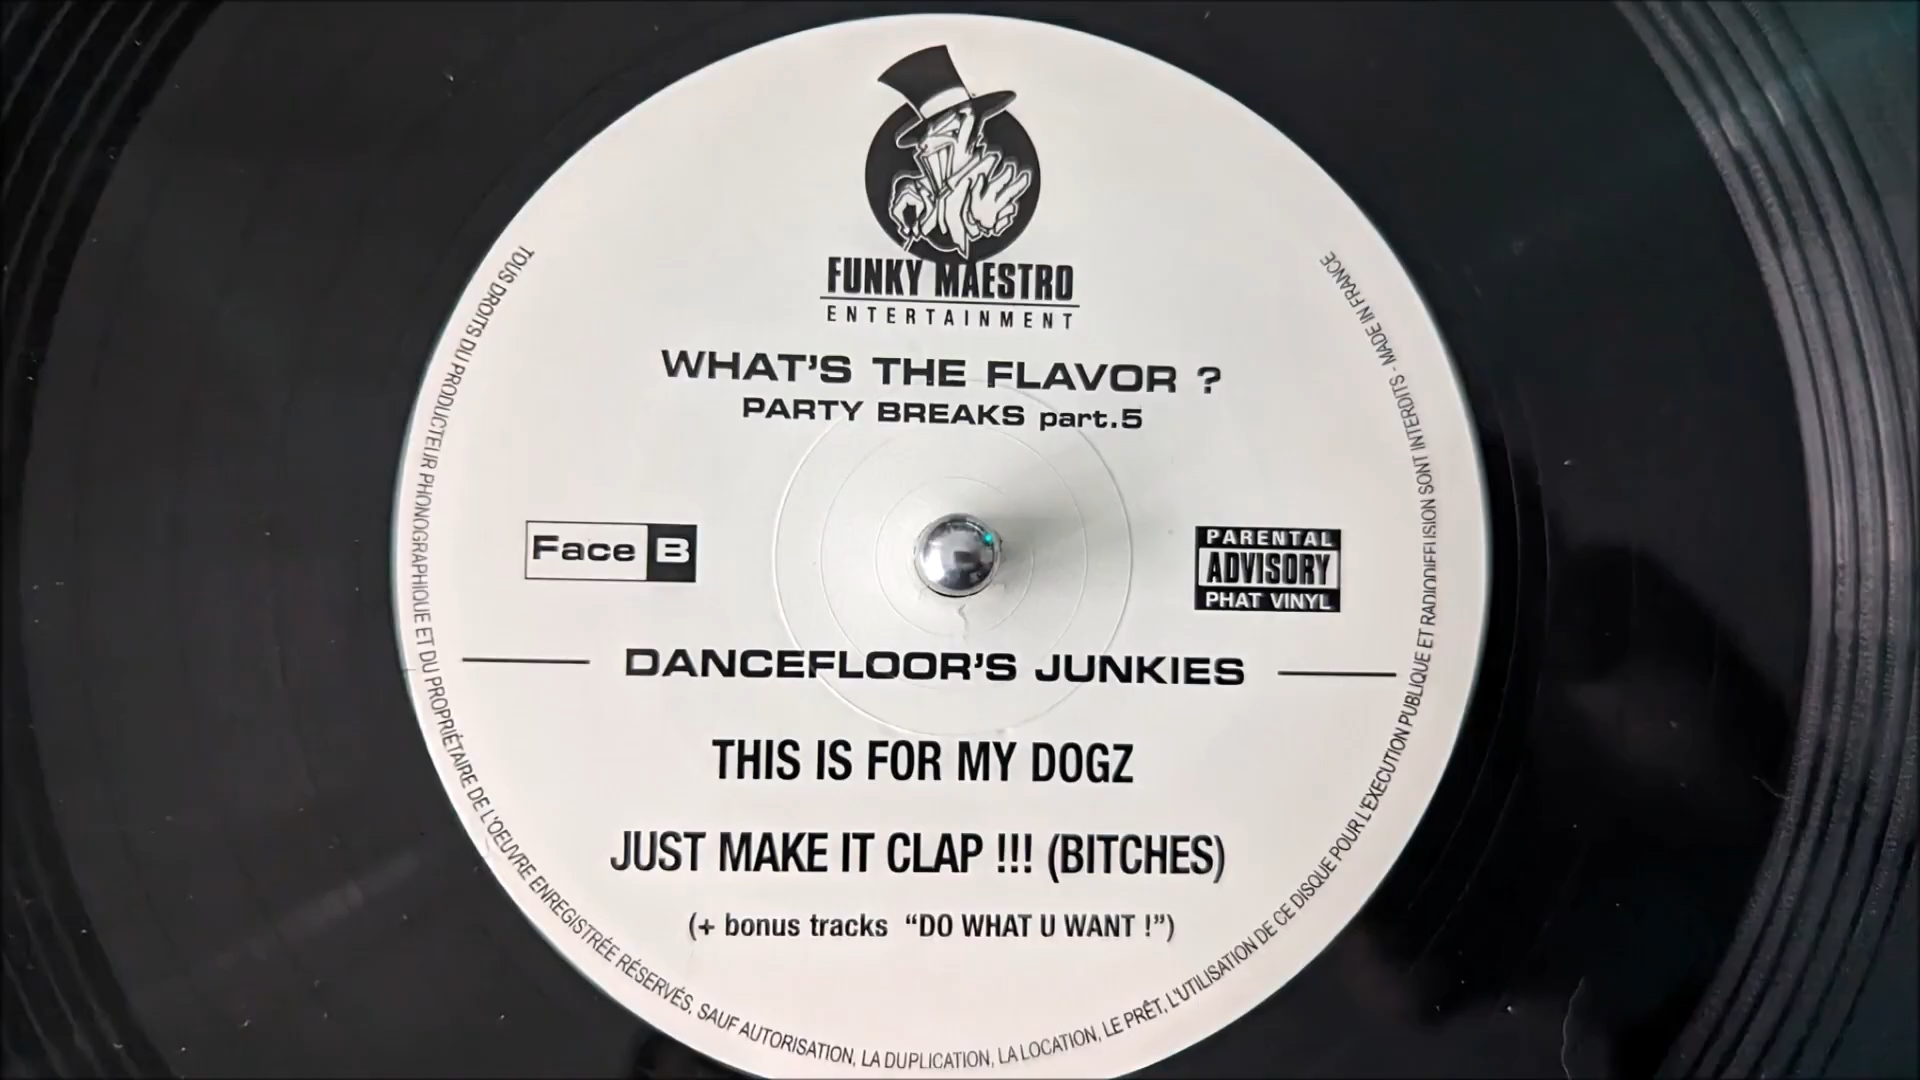 FUNKY MAESTRO
ENTERTAINMENT
WHAT'S THE FLAVOR ?
PARTY BREAKS part.5
Face B
PARENTAL
ADVISORY
PHAT VINYL
DANCEFLOOR'S JUNKIES
THIS IS FOR MY DOGZ
JUST MAKE IT CLAP !!! (BITCHES)
(+ bonus tracks “DO WHAT U WANT !”)
TOUS DROITS DU PRODUCTEUR PHONOGRAPHIQUE ET DU PROPRIÉTAIRE DE L'OEUVRE ENREGISTRÉE RÉSERVÉS, SAUF AUTORISATION, LA DUPLICATION, LA LOCATION, LE PRÊT, L'UTILISATION DE CE DISQUE POUR L'EXECUTION PUBLIQUE ET RADIODIFFUSION SONT INTERDITS - MADE IN FRANCE